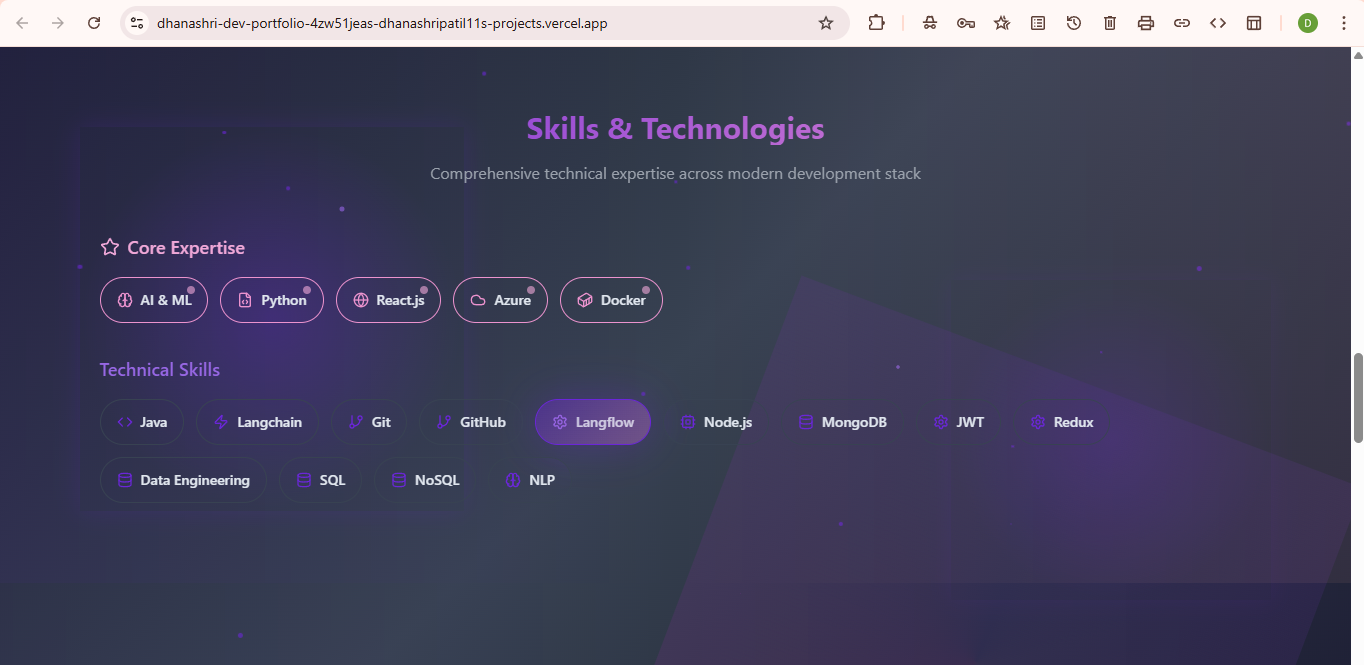 dhanashri-dev-portfolio-4zw51jeas-dhanashripatil11s-projects.vercel.app
D
Skills & Technologies
Comprehensive technical expertise across modern development stack
Core Expertise
AI & ML Python React.js Azure Docker
Technical Skills
Java Langchain Git GitHub Langflow Node.js MongoDB JWT Redux
Data Engineering SQL NoSQL NLP